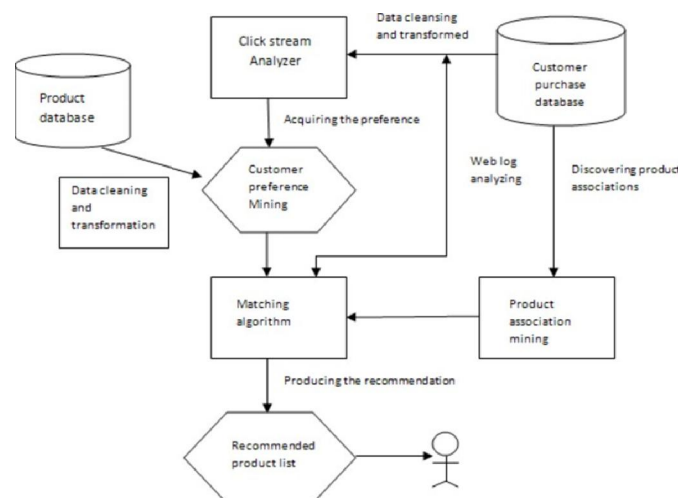 Data cleansing
and transformed
Click stream
Analyzer
Customer
purchase
database
Product
database
Acquiring the preference
Customer
preference
Mining
Web log
analyzing
Discovering product
associations
Data cleaning
and
transformation
Matching
algorithm
Product
association
mining
Producing the recommendation
Recommended
product list